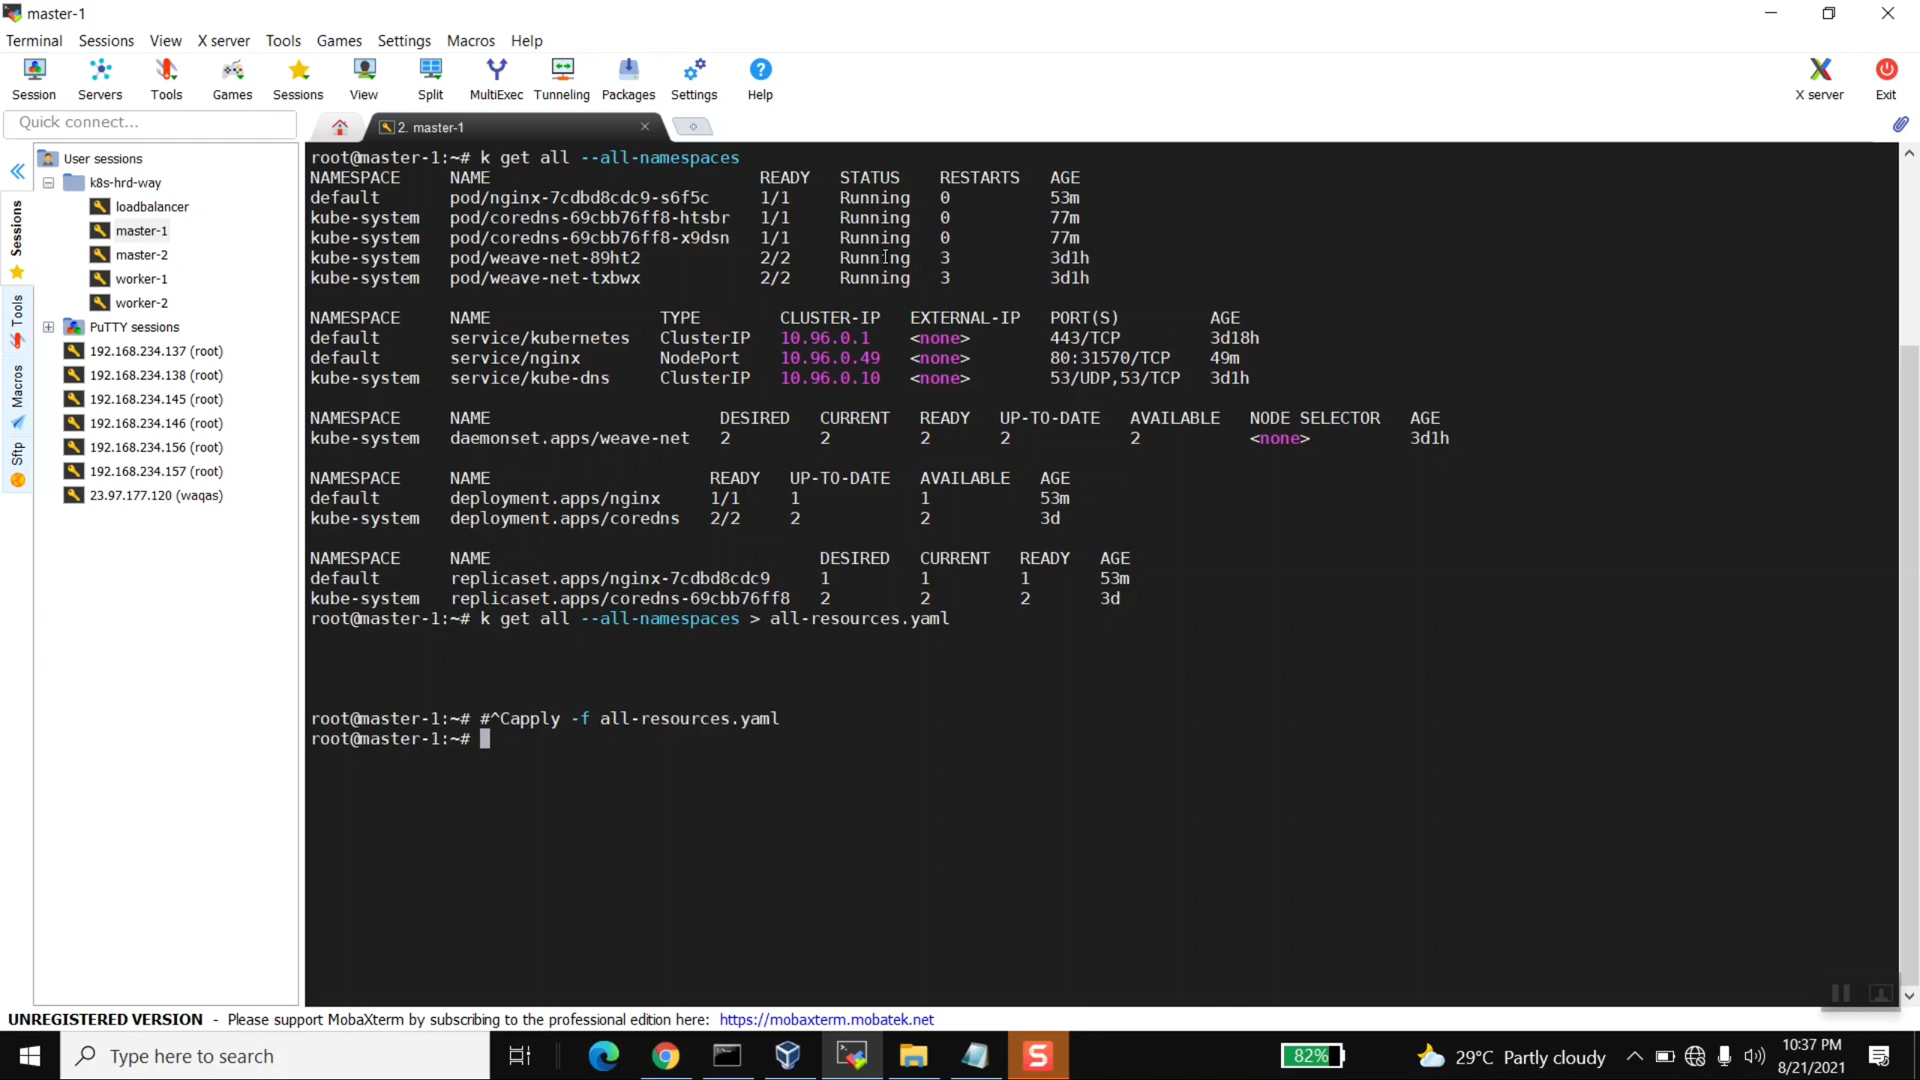 master-1
Terminal Sessions View X server Tools Games Settings Macros Help
Session Servers Tools Games Sessions View Split MultiExec Tunneling Packages Settings Help X server Exit
Quick connect...
2. master-1
User sessions
k8s-hrd-way
loadbalancer
master-1
master-2
worker-1
worker-2
PuTTY sessions
192.168.234.137 (root)
192.168.234.138 (root)
192.168.234.145 (root)
192.168.234.146 (root)
192.168.234.156 (root)
192.168.234.157 (root)
23.97.177.120 (waqas)
Sessions
Tools
Macros
Sftp
root@master-1:~# k get all --all-namespaces
NAMESPACE NAME READY STATUS RESTARTS AGE
default pod/nginx-7cdbd8cdc9-s6f5c 1/1 Running 0 53m
kube-system pod/coredns-69cbb76ff8-htsbr 1/1 Running 0 77m
kube-system pod/coredns-69cbb76ff8-x9dsn 1/1 Running 0 77m
kube-system pod/weave-net-89ht2 2/2 Running 3 3d1h
kube-system pod/weave-net-txbwx 2/2 Running 3 3d1h
NAMESPACE NAME TYPE CLUSTER-IP EXTERNAL-IP PORT(S) AGE
default service/kubernetes ClusterIP 10.96.0.1 <none> 443/TCP 3d18h
default service/nginx NodePort 10.96.0.49 <none> 80:31570/TCP 49m
kube-system service/kube-dns ClusterIP 10.96.0.10 <none> 53/UDP,53/TCP 3d1h
NAMESPACE NAME DESIRED CURRENT READY UP-TO-DATE AVAILABLE NODE SELECTOR AGE
kube-system daemonset.apps/weave-net 2 2 2 2 2 <none> 3d1h
NAMESPACE NAME READY UP-TO-DATE AVAILABLE AGE
default deployment.apps/nginx 1/1 1 1 53m
kube-system deployment.apps/coredns 2/2 2 2 3d
NAMESPACE NAME DESIRED CURRENT READY AGE
default replicaset.apps/nginx-7cdbd8cdc9 1 1 1 53m
kube-system replicaset.apps/coredns-69cbb76ff8 2 2 2 3d
root@master-1:~# k get all --all-namespaces > all-resources.yaml
root@master-1:~# #^Capply -f all-resources.yaml
root@master-1:~#
UNREGISTERED VERSION - Please support MobaXterm by subscribing to the professional edition here: https://mobaxterm.mobatek.net
Type here to search
82%
29°C Partly cloudy
10:37 PM
8/21/2021